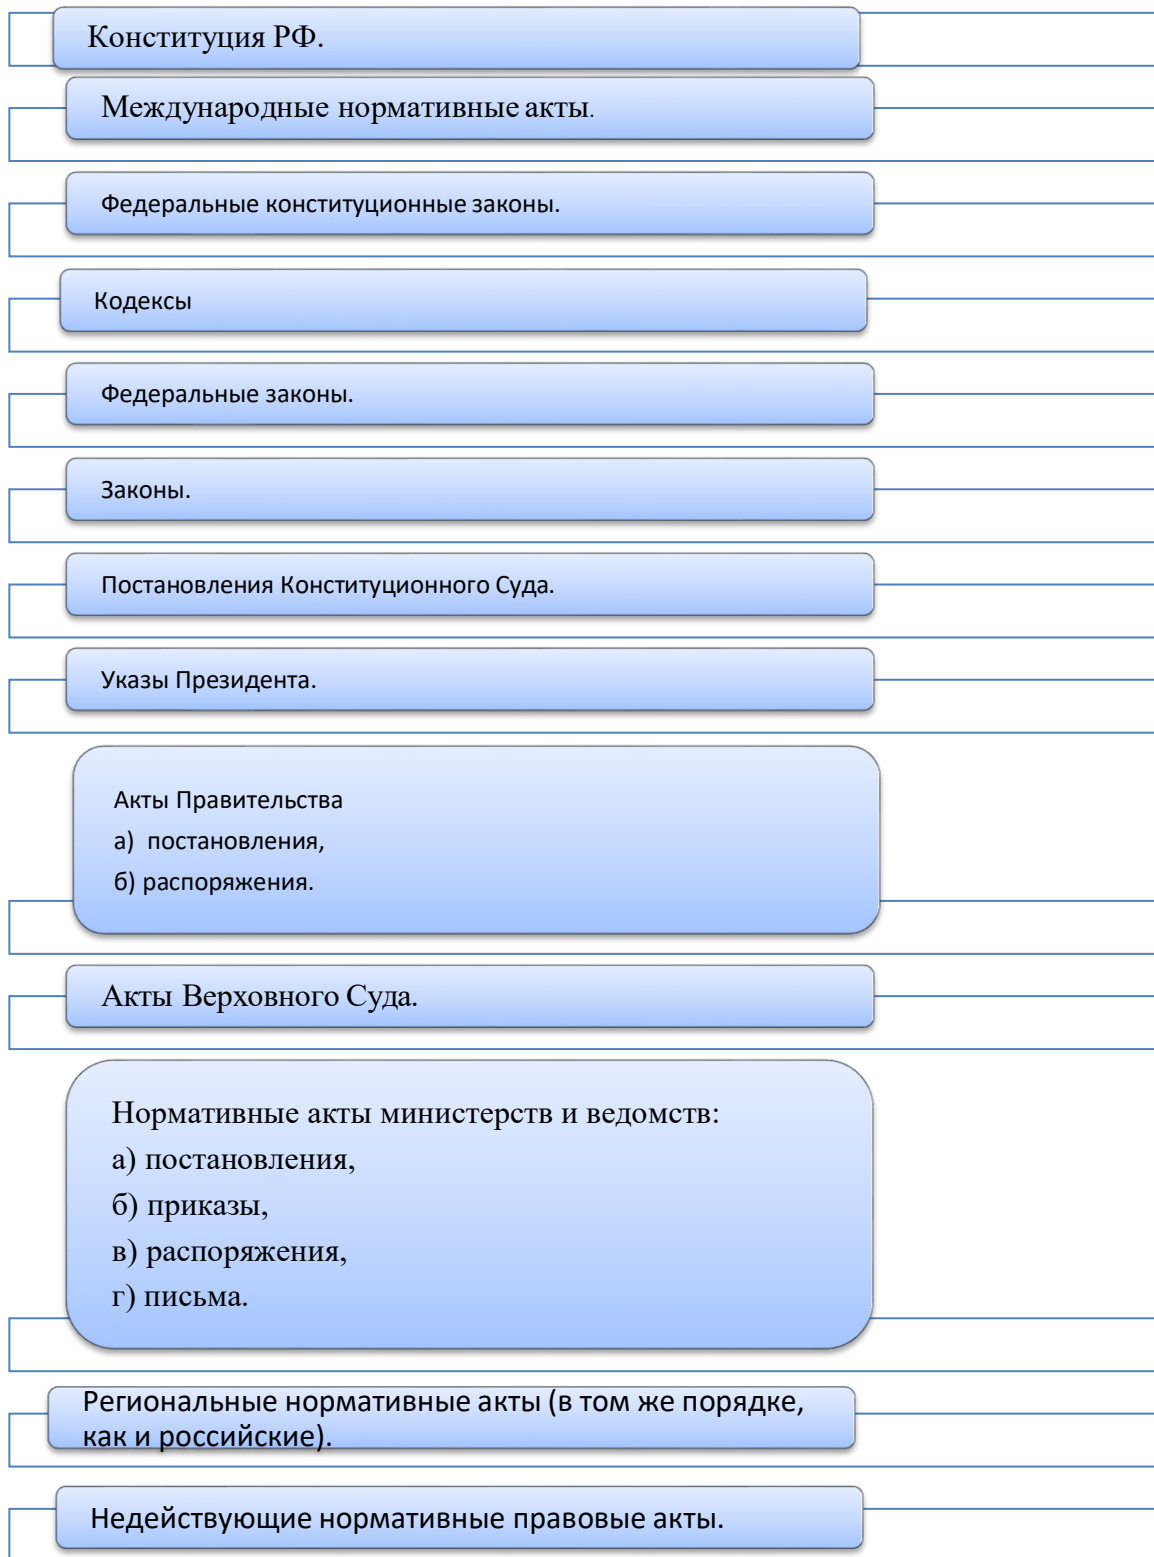 Конституция РФ.
Международные нормативные акты.
Федеральные конституционные законы.
Кодексы
Федеральные законы.
Законы.
Постановления Конституционного Суда.
Указы Президента.
Акты Правительства
а) постановления,
б) распоряжения.
Акты Верховного Суда.
Нормативные акты министерств и ведомств:
а) постановления,
б) приказы,
в) распоряжения,
г) письма.
Региональные нормативные акты (в том же порядке,
как и российские).
Недействующие нормативные правовые акты.